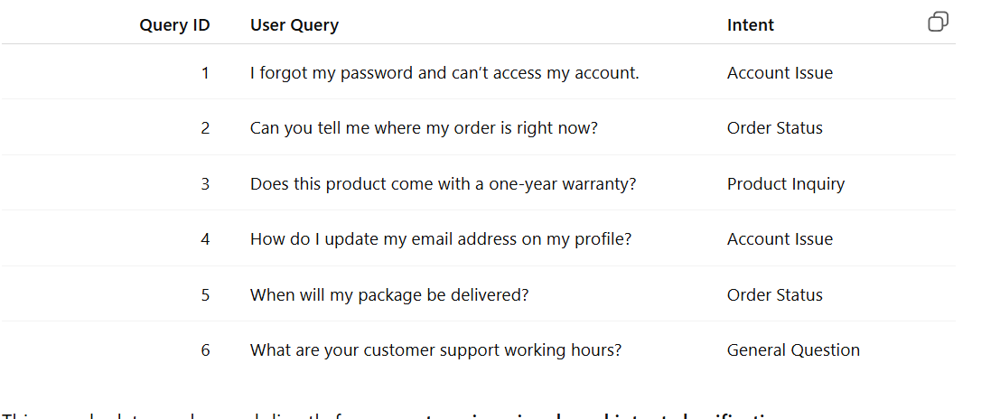 Query ID User Query Intent
1 I forgot my password and can’t access my account. Account Issue
2 Can you tell me where my order is right now? Order Status
3 Does this product come with a one-year warranty? Product Inquiry
4 How do I update my email address on my profile? Account Issue
5 When will my package be delivered? Order Status
6 What are your customer support working hours? General Question